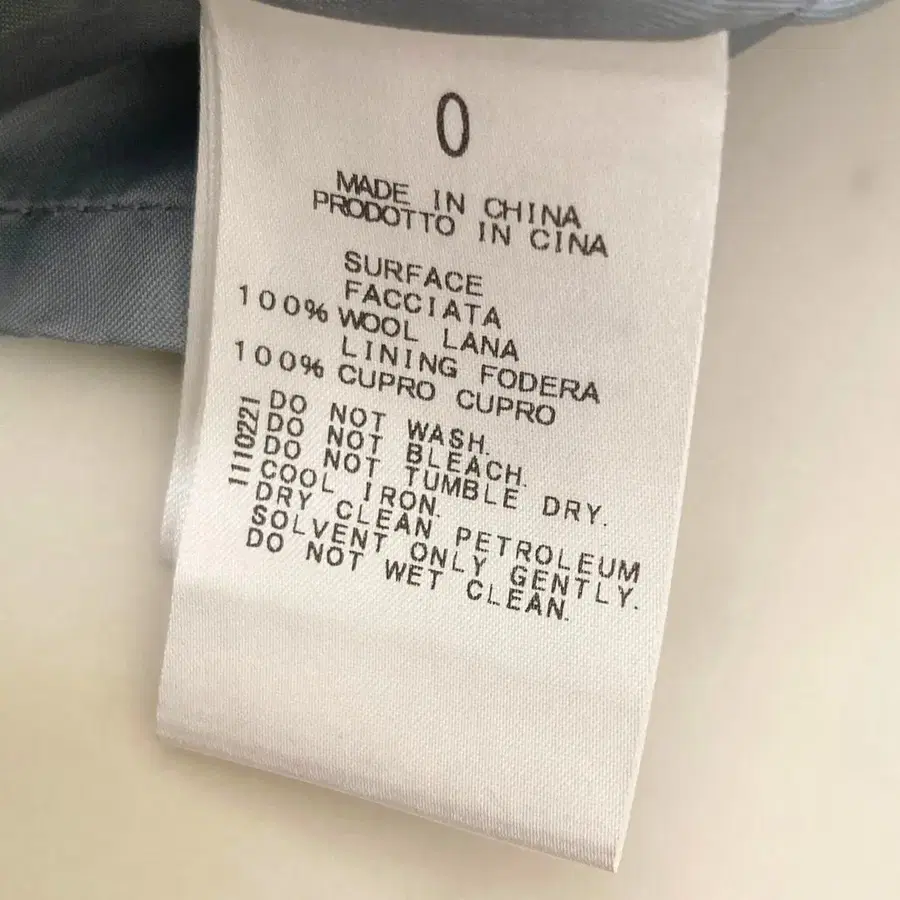 0
MADE IN CHINA
PRODOTTO IN CINA
SURFACE
FACCIATA
100% WOOL LANA
LINING FODERA
100% CUPRO CUPRO
1110221
DO NOT WASH.
DO NOT BLEACH.
DO NOT TUMBLE DRY.
COOL IRON.
DRY CLEAN PETROLEUM
SOLVENT ONLY GENTLY.
DO NOT WET CLEAN.